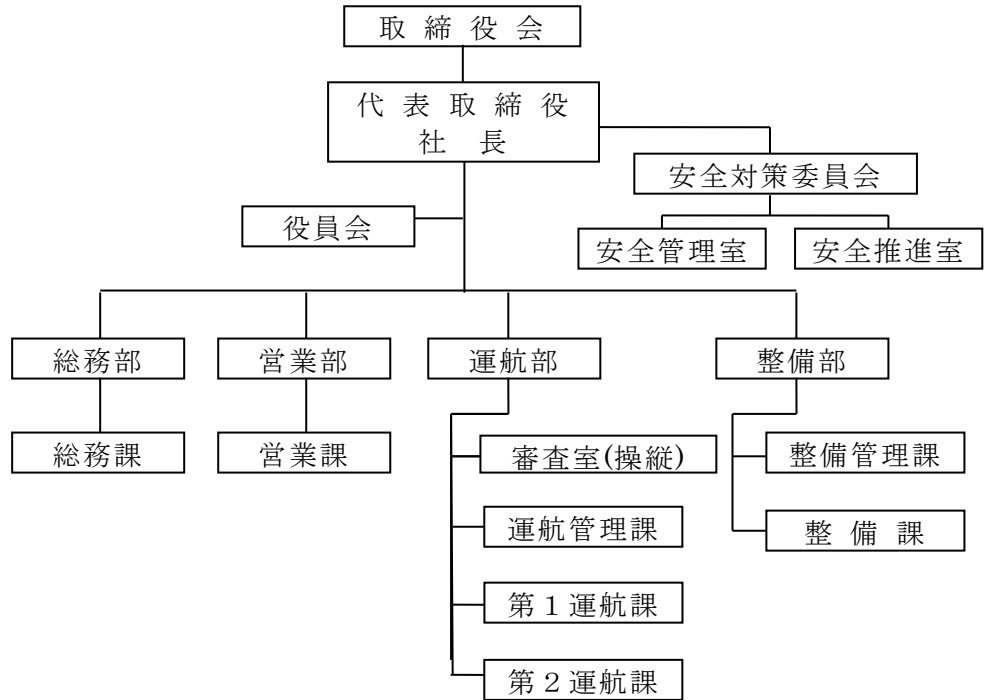 取 締 役 会
代 表 取 締 役
社 長
安全対策委員会
役員会
安全管理室
安全推進室
総務部
営業部
運航部
整備部
総務課
営業課
審査室(操縦)
整備管理課
運航管理課
整 備 課
第１運航課
第２運航課